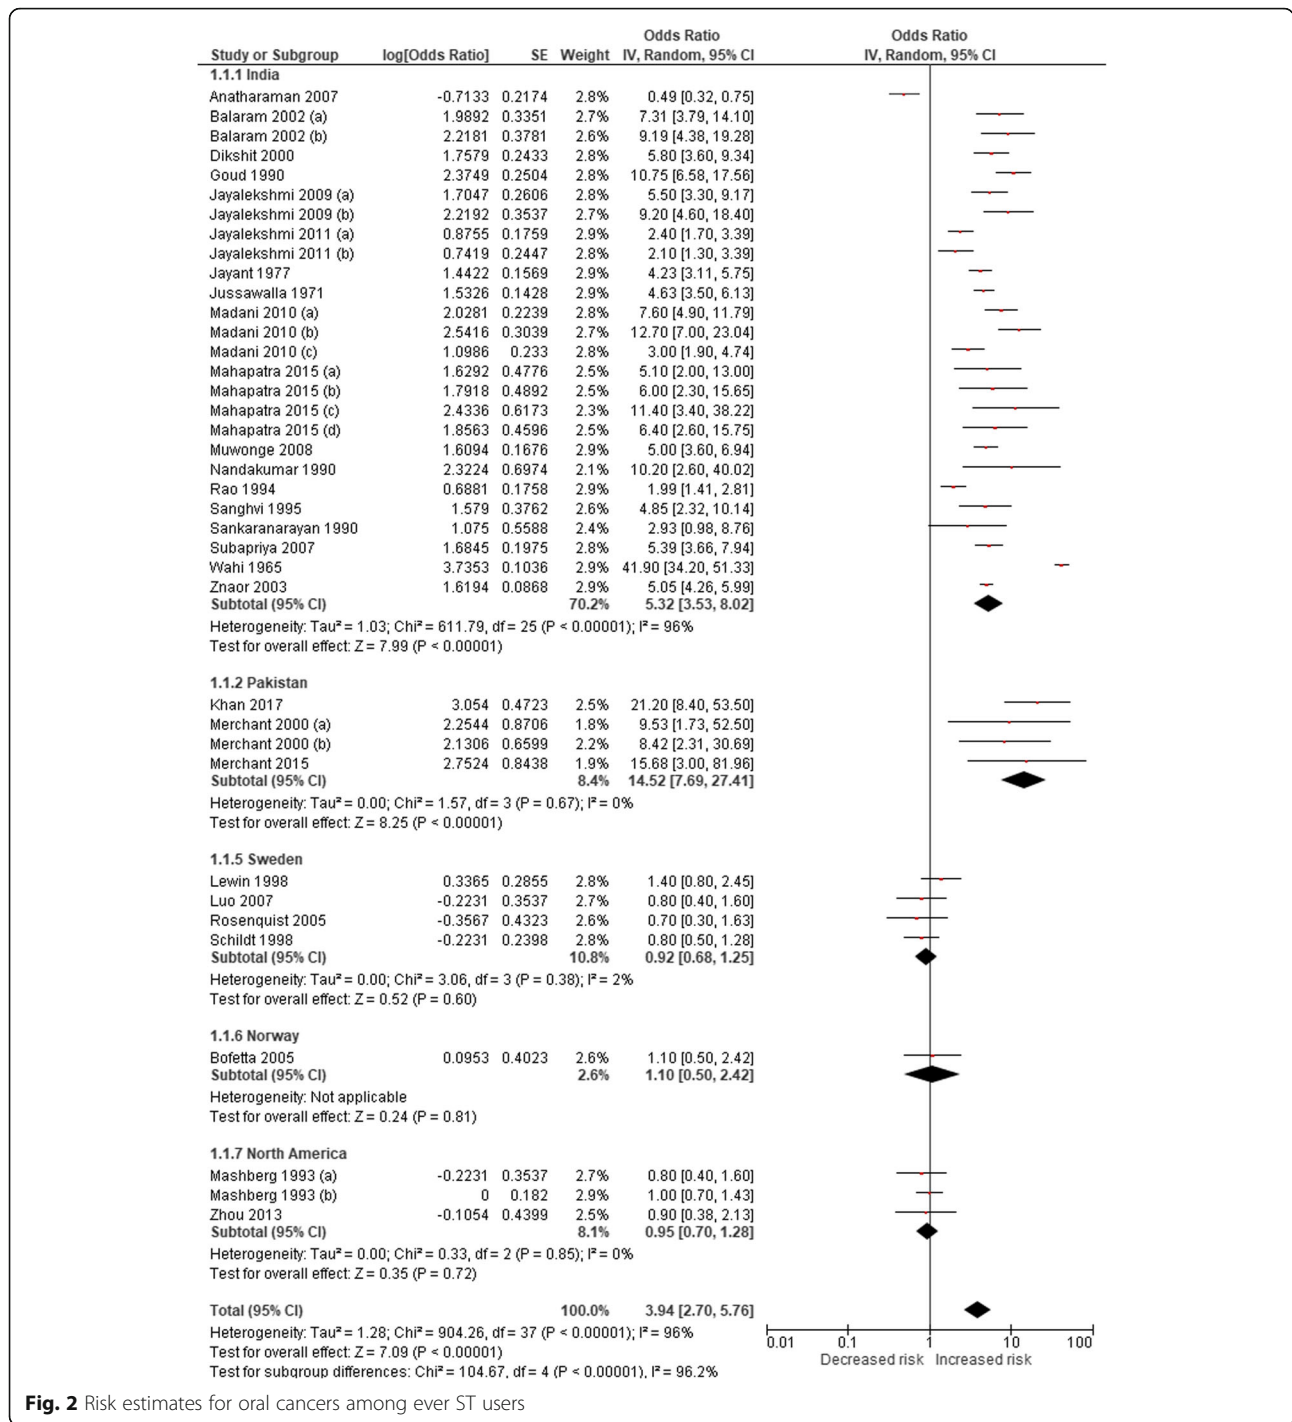 Odds Ratio Odds Ratio
Study or Subgroup log[Odds Ratio] SE Weight IV, Random, 95% CI IV, Random, 95% CI
1.1.1 India
Anatharaman 2007 -0.7133 0.2174 2.8% 0.49 [0.32, 0.75]
Balaram 2002 (a) 1.9892 0.3351 2.7% 7.31 [3.79, 14.10]
Balaram 2002 (b) 2.2181 0.3781 2.6% 9.19 [4.38, 19.28]
Dikshit 2000 1.7579 0.2433 2.8% 5.80 [3.60, 9.34]
Goud 1990 2.3749 0.2504 2.8% 10.75 [6.58, 17.56]
Jayalekshmi 2009 (a) 1.7047 0.2606 2.8% 5.50 [3.30, 9.17]
Jayalekshmi 2009 (b) 2.2192 0.3537 2.7% 9.20 [4.60, 18.40]
Jayalekshmi 2011 (a) 0.8755 0.1759 2.9% 2.40 [1.70, 3.39]
Jayalekshmi 2011 (b) 0.7419 0.2447 2.8% 2.10 [1.30, 3.39]
Jayant 1977 1.4422 0.1569 2.9% 4.23 [3.11, 5.75]
Jussawalla 1971 1.5326 0.1428 2.9% 4.63 [3.50, 6.13]
Madani 2010 (a) 2.0281 0.2239 2.8% 7.60 [4.90, 11.79]
Madani 2010 (b) 2.5416 0.3039 2.7% 12.70 [7.00, 23.04]
Madani 2010 (c) 1.0986 0.233 2.8% 3.00 [1.90, 4.74]
Mahapatra 2015 (a) 1.6292 0.4776 2.5% 5.10 [2.00, 13.00]
Mahapatra 2015 (b) 1.7918 0.4892 2.5% 6.00 [2.30, 15.65]
Mahapatra 2015 (c) 2.4336 0.6173 2.3% 11.40 [3.40, 38.22]
Mahapatra 2015 (d) 1.8563 0.4596 2.5% 6.40 [2.60, 15.75]
Muwonge 2008 1.6094 0.1676 2.9% 5.00 [3.60, 6.94]
Nandakumar 1990 2.3224 0.6974 2.1% 10.20 [2.60, 40.02]
Rao 1994 0.6881 0.1758 2.9% 1.99 [1.41, 2.81]
Sanghvi 1995 1.579 0.3762 2.6% 4.85 [2.32, 10.14]
Sankaranarayan 1990 1.075 0.5588 2.4% 2.93 [0.98, 8.76]
Subapriya 2007 1.6845 0.1975 2.8% 5.39 [3.66, 7.94]
Wahi 1965 3.7353 0.1036 2.9% 41.90 [34.20, 51.33]
Znaor 2003 1.6194 0.0868 2.9% 5.05 [4.26, 5.99]
Subtotal (95% CI) 70.2% 5.32 [3.53, 8.02]
Heterogeneity: Tau² = 1.03; Chi² = 611.79, df = 25 (P < 0.00001); I² = 96%
Test for overall effect: Z = 7.99 (P < 0.00001)
1.1.2 Pakistan
Khan 2017 3.054 0.4723 2.5% 21.20 [8.40, 53.50]
Merchant 2000 (a) 2.2544 0.8706 1.8% 9.53 [1.73, 52.50]
Merchant 2000 (b) 2.1306 0.6599 2.2% 8.42 [2.31, 30.69]
Merchant 2015 2.7524 0.8438 1.9% 15.68 [3.00, 81.96]
Subtotal (95% CI) 8.4% 14.52 [7.69, 27.41]
Heterogeneity: Tau² = 0.00; Chi² = 1.57, df = 3 (P = 0.67); I² = 0%
Test for overall effect: Z = 8.25 (P < 0.00001)
1.1.5 Sweden
Lewin 1998 0.3365 0.2855 2.8% 1.40 [0.80, 2.45]
Luo 2007 -0.2231 0.3537 2.7% 0.80 [0.40, 1.60]
Rosenquist 2005 -0.3567 0.4323 2.6% 0.70 [0.30, 1.63]
Schildt 1998 -0.2231 0.2398 2.8% 0.80 [0.50, 1.28]
Subtotal (95% CI) 10.8% 0.92 [0.68, 1.25]
Heterogeneity: Tau² = 0.00; Chi² = 3.06, df = 3 (P = 0.38); I² = 2%
Test for overall effect: Z = 0.52 (P = 0.60)
1.1.6 Norway
Bofetta 2005 0.0953 0.4023 2.6% 1.10 [0.50, 2.42]
Subtotal (95% CI) 2.6% 1.10 [0.50, 2.42]
Heterogeneity: Not applicable
Test for overall effect: Z = 0.24 (P = 0.81)
1.1.7 North America
Mashberg 1993 (a) -0.2231 0.3537 2.7% 0.80 [0.40, 1.60]
Mashberg 1993 (b) 0 0.182 2.9% 1.00 [0.70, 1.43]
Zhou 2013 -0.1054 0.4399 2.5% 0.90 [0.38, 2.13]
Subtotal (95% CI) 8.1% 0.95 [0.70, 1.28]
Heterogeneity: Tau² = 0.00; Chi² = 0.33, df = 2 (P = 0.85); I² = 0%
Test for overall effect: Z = 0.35 (P = 0.72)
Total (95% CI) 100.0% 3.94 [2.70, 5.76]
Heterogeneity: Tau² = 1.28; Chi² = 904.26, df = 37 (P < 0.00001); I² = 96%
Test for overall effect: Z = 7.09 (P < 0.00001)
Test for subgroup differences: Chi² = 104.67, df = 4 (P < 0.00001), I² = 96.2%
0.01 0.1 1 10 100
Decreased risk Increased risk
Fig. 2 Risk estimates for oral cancers among ever ST users